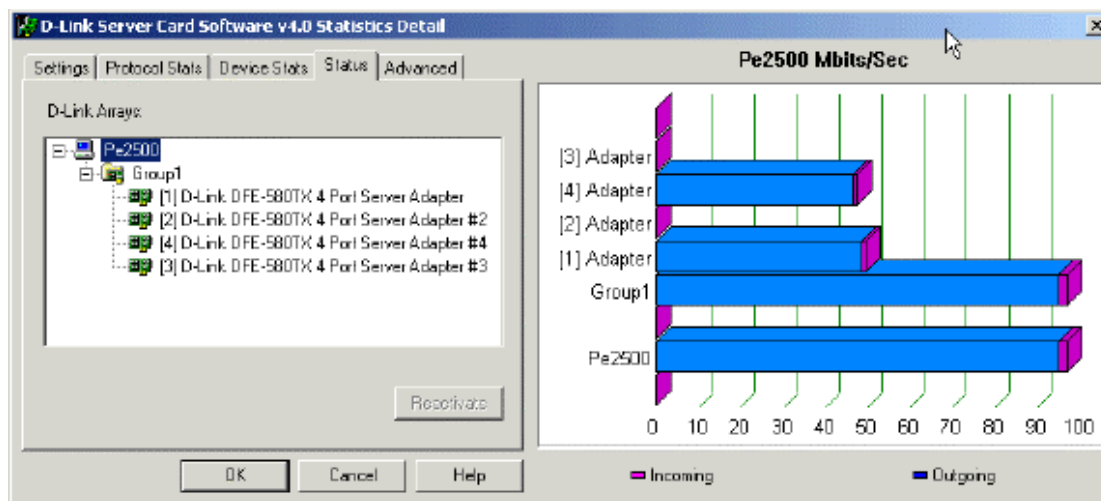 D-Link Server Card Software v4.0 Statistics Detail
Settings
Protocol Stats
Device Stats
Status
Advanced
D-Link Arrays:
Pe2500
Group1
[1] D-Link DFE-580TX 4 Port Server Adapter
[2] D-Link DFE-580TX 4 Port Server Adapter #2
[4] D-Link DFE-580TX 4 Port Server Adapter #4
[3] D-Link DFE-580TX 4 Port Server Adapter #3
Reactivate
OK
Cancel
Help
Pe2500 Mbits/Sec
[3] Adapter
[4] Adapter
[2] Adapter
[1] Adapter
Group1
Pe2500
0 10 20 30 40 50 60 70 80 90 100
Incoming
Outgoing